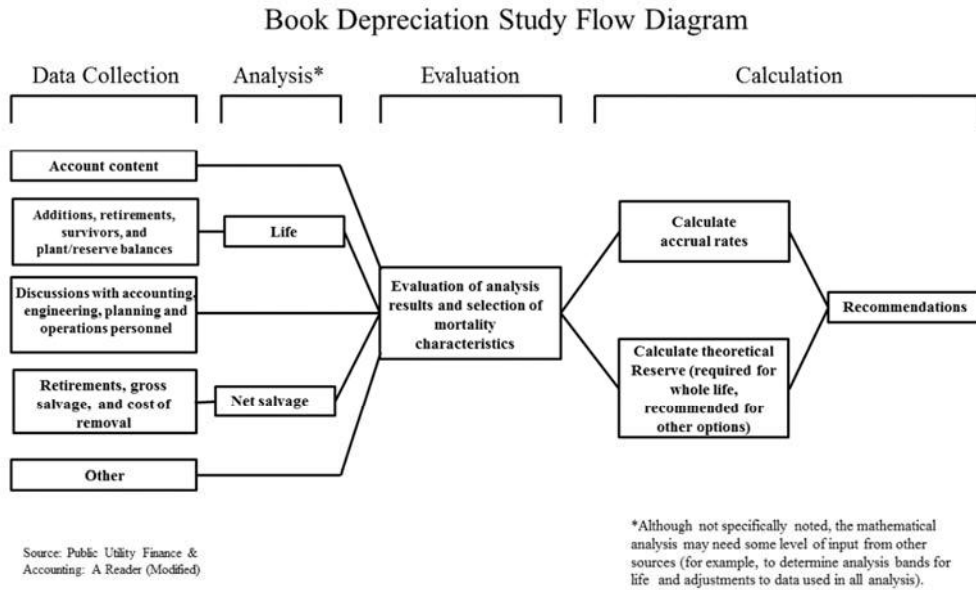 Book Depreciation Study Flow Diagram
Data Collection
Analysis*
Evaluation
Calculation
Account content
Additions, retirements,
survivors, and
plant/reserve balances
Life
Discussions with accounting,
engineering, planning and
operations personnel
Retirements, gross
salvage, and cost of
removal
Net salvage
Other
Evaluation of analysis
results and selection of
mortality
characteristics
Calculate
accrual rates
Calculate theoretical
Reserve (required for
whole life,
recommended for
other options)
Recommendations
Source: Public Utility Finance &
Accounting: A Reader (Modified)
*Although not specifically noted, the mathematical
analysis may need some level of input from other
sources (for example, to determine analysis bands for
life and adjustments to data used in all analysis).